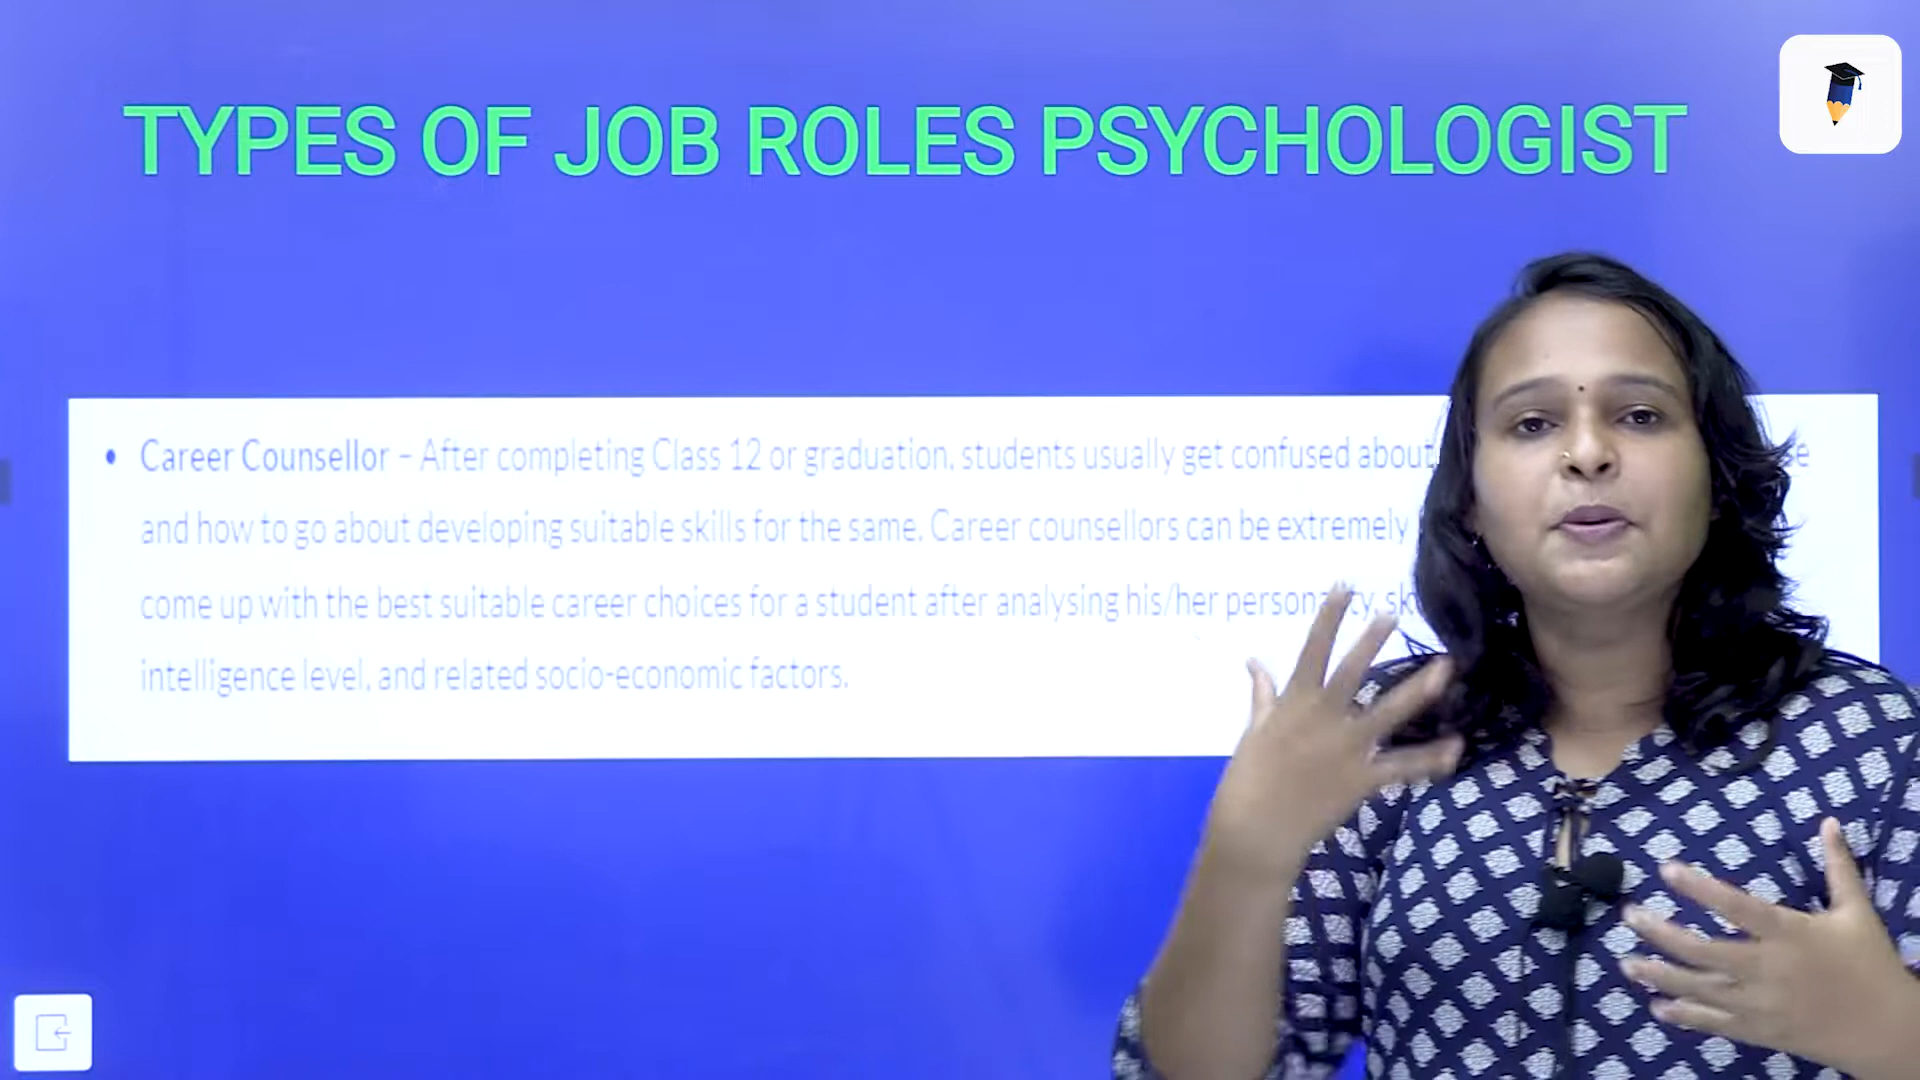 TYPES OF JOB ROLES PSYCHOLOGIST
• Career Counsellor – After completing Class 12 or graduation, students usually get confused about
and how to go about developing suitable skills for the same. Career counsellors can be extremely
come up with the best suitable career choices for a student after analysing his/her personality,
intelligence level, and related socio-economic factors.